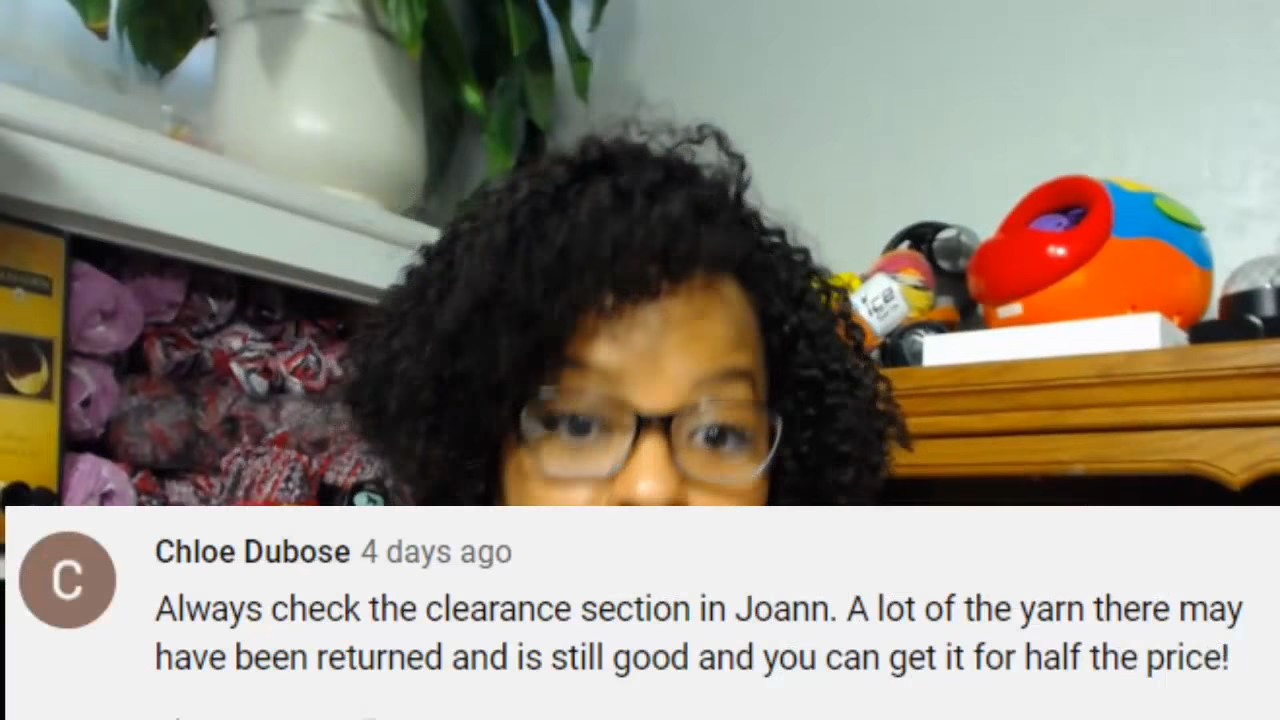 ice
C
Chloe Dubose 4 days ago
Always check the clearance section in Joann. A lot of the yarn there may
have been returned and is still good and you can get it for half the price!